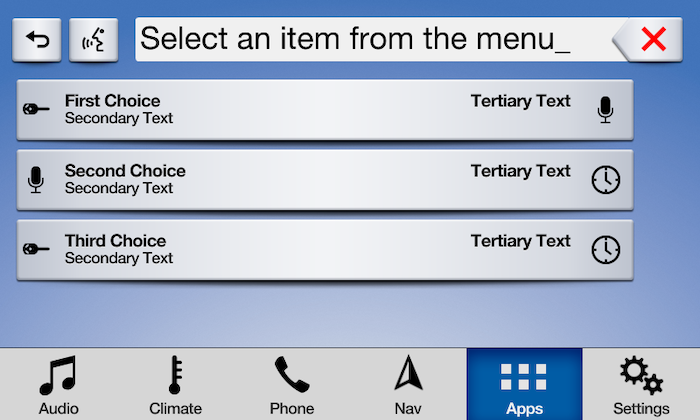 Select an item from the menu_
First Choice
Secondary Text
Tertiary Text
Second Choice
Secondary Text
Tertiary Text
Third Choice
Secondary Text
Tertiary Text
Audio
Climate
Phone
Nav
Apps
Settings